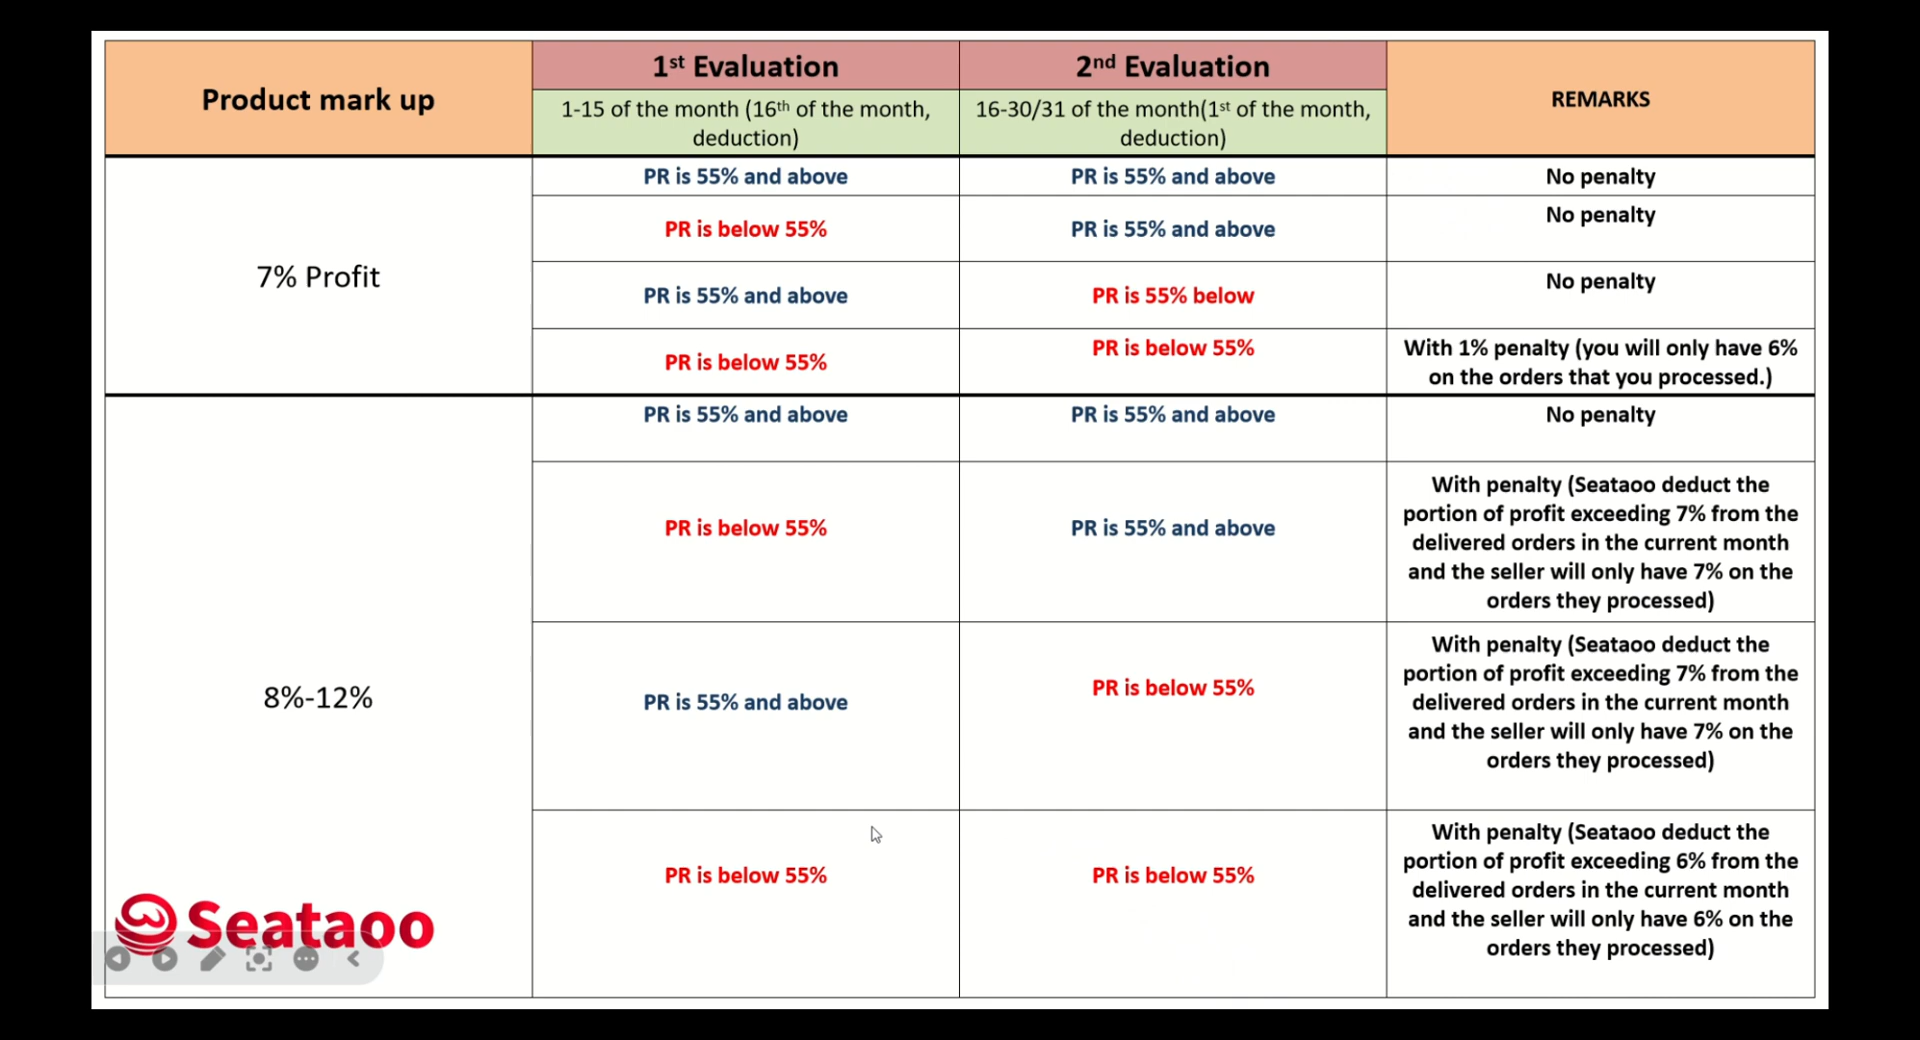 Product mark up
1st Evaluation
2nd Evaluation
REMARKS
1-15 of the month (16th of the month,
deduction)
16-30/31 of the month(1st of the month,
deduction)
7% Profit
PR is 55% and above
PR is 55% and above
No penalty
PR is below 55%
PR is 55% and above
No penalty
PR is 55% and above
PR is 55% below
No penalty
PR is below 55%
PR is below 55%
With 1% penalty (you will only have 6%
on the orders that you processed.)
8%-12%
PR is 55% and above
PR is 55% and above
No penalty
PR is below 55%
PR is 55% and above
With penalty (Seataoo deduct the
portion of profit exceeding 7% from the
delivered orders in the current month
and the seller will only have 7% on the
orders they processed)
PR is 55% and above
PR is below 55%
With penalty (Seataoo deduct the
portion of profit exceeding 7% from the
delivered orders in the current month
and the seller will only have 7% on the
orders they processed)
PR is below 55%
PR is below 55%
With penalty (Seataoo deduct the
portion of profit exceeding 6% from the
delivered orders in the current month
and the seller will only have 6% on the
orders they processed)
Seataoo